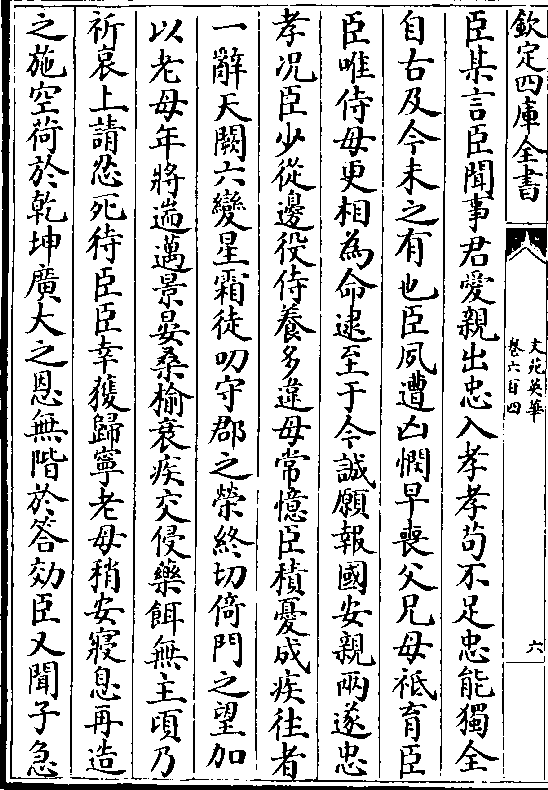 欽定四庫全書
文苑英華
卷六百四
六
臣某言臣聞事君愛親出忠入孝孝苟不足忠能獨全
自古及今未之有也臣夙遭凶憫早喪父兄母祗育臣
臣唯侍母更相為命逮至于今誠願報國安親兩遂忠
孝况臣少從邊役侍養多違母常憶臣積憂成疾往者
一辭天闕六變星霜徒叨守郡之榮終切倚門之望加
以老母年將耑邁景晏桑榆衰疾交侵藥餌無主頃乃
祈哀上請忍死待臣臣幸獲歸寧老母稍安寢息再造
之施空荷於乾坤廣大之恩無階於答效臣又聞子急